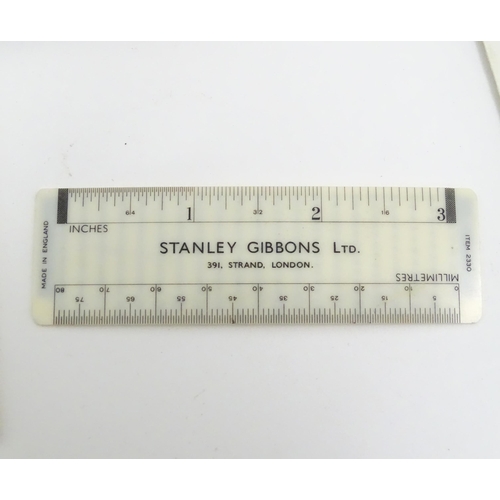 64 1 32 2 16 3
INCHES
MADE IN ENGLAND
STANLEY GIBBONS LTD.
391, STRAND, LONDON.
ITEM 2330
MILLIMETRES
0 5 10 15 20 25 30 35 40 45 50 55 60 65 70 75 80